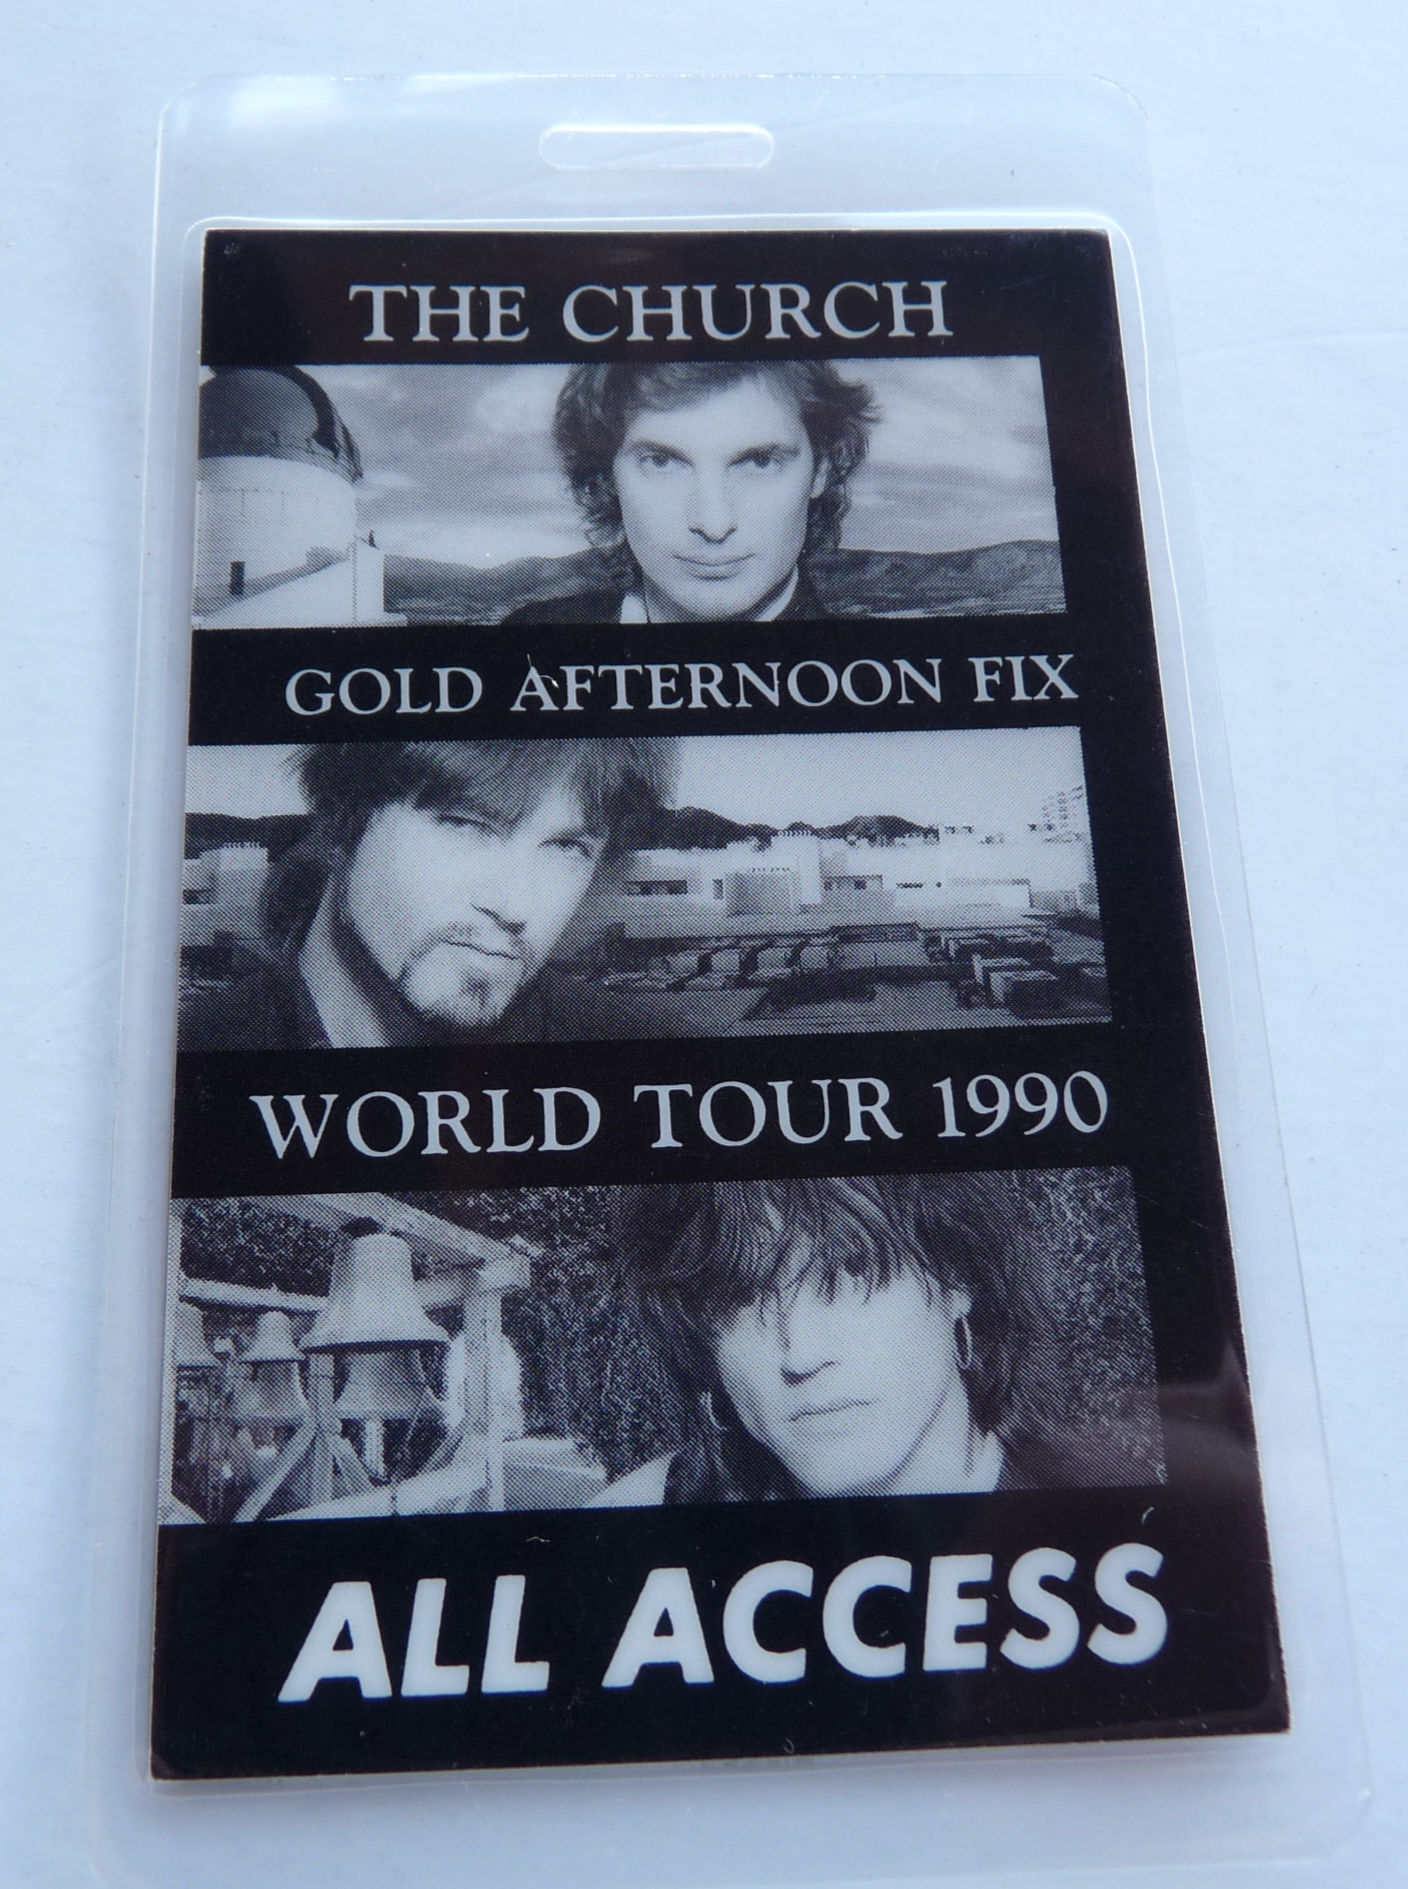 THE CHURCH
GOLD AFTERNOON FIX
WORLD TOUR 1990
ALL ACCESS